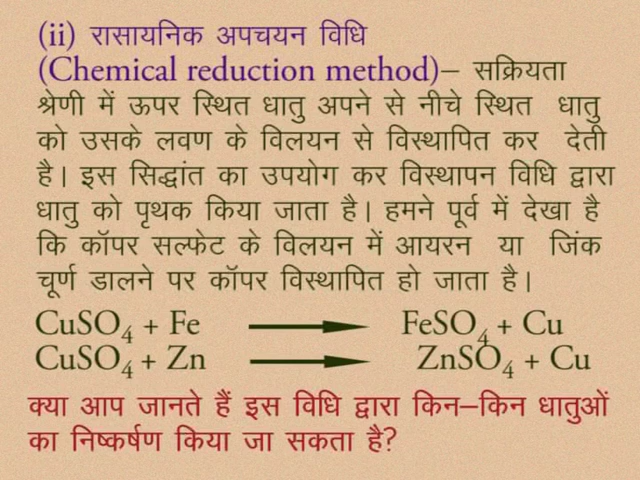 (ii) रासायनिक अपचयन विधि
(Chemical reduction method)– सक्रियता
श्रेणी में ऊपर स्थित धातु अपने से नीचे स्थित धातु
को उसके लवण के विलयन से विस्थापित कर देती
है। इस सिद्धांत का उपयोग कर विस्थापन विधि द्वारा
धातु को पृथक किया जाता है। हमने पूर्व में देखा है
कि कॉपर सल्फेट के विलयन में आयरन या जिंक
चूर्ण डालने पर कॉपर विस्थापित हो जाता है।
CuSO₄ + Fe ⟶ FeSO₄ + Cu
CuSO₄ + Zn ⟶ ZnSO₄ + Cu
क्या आप जानते हैं इस विधि द्वारा किन–किन धातुओं
का निष्कर्षण किया जा सकता है?